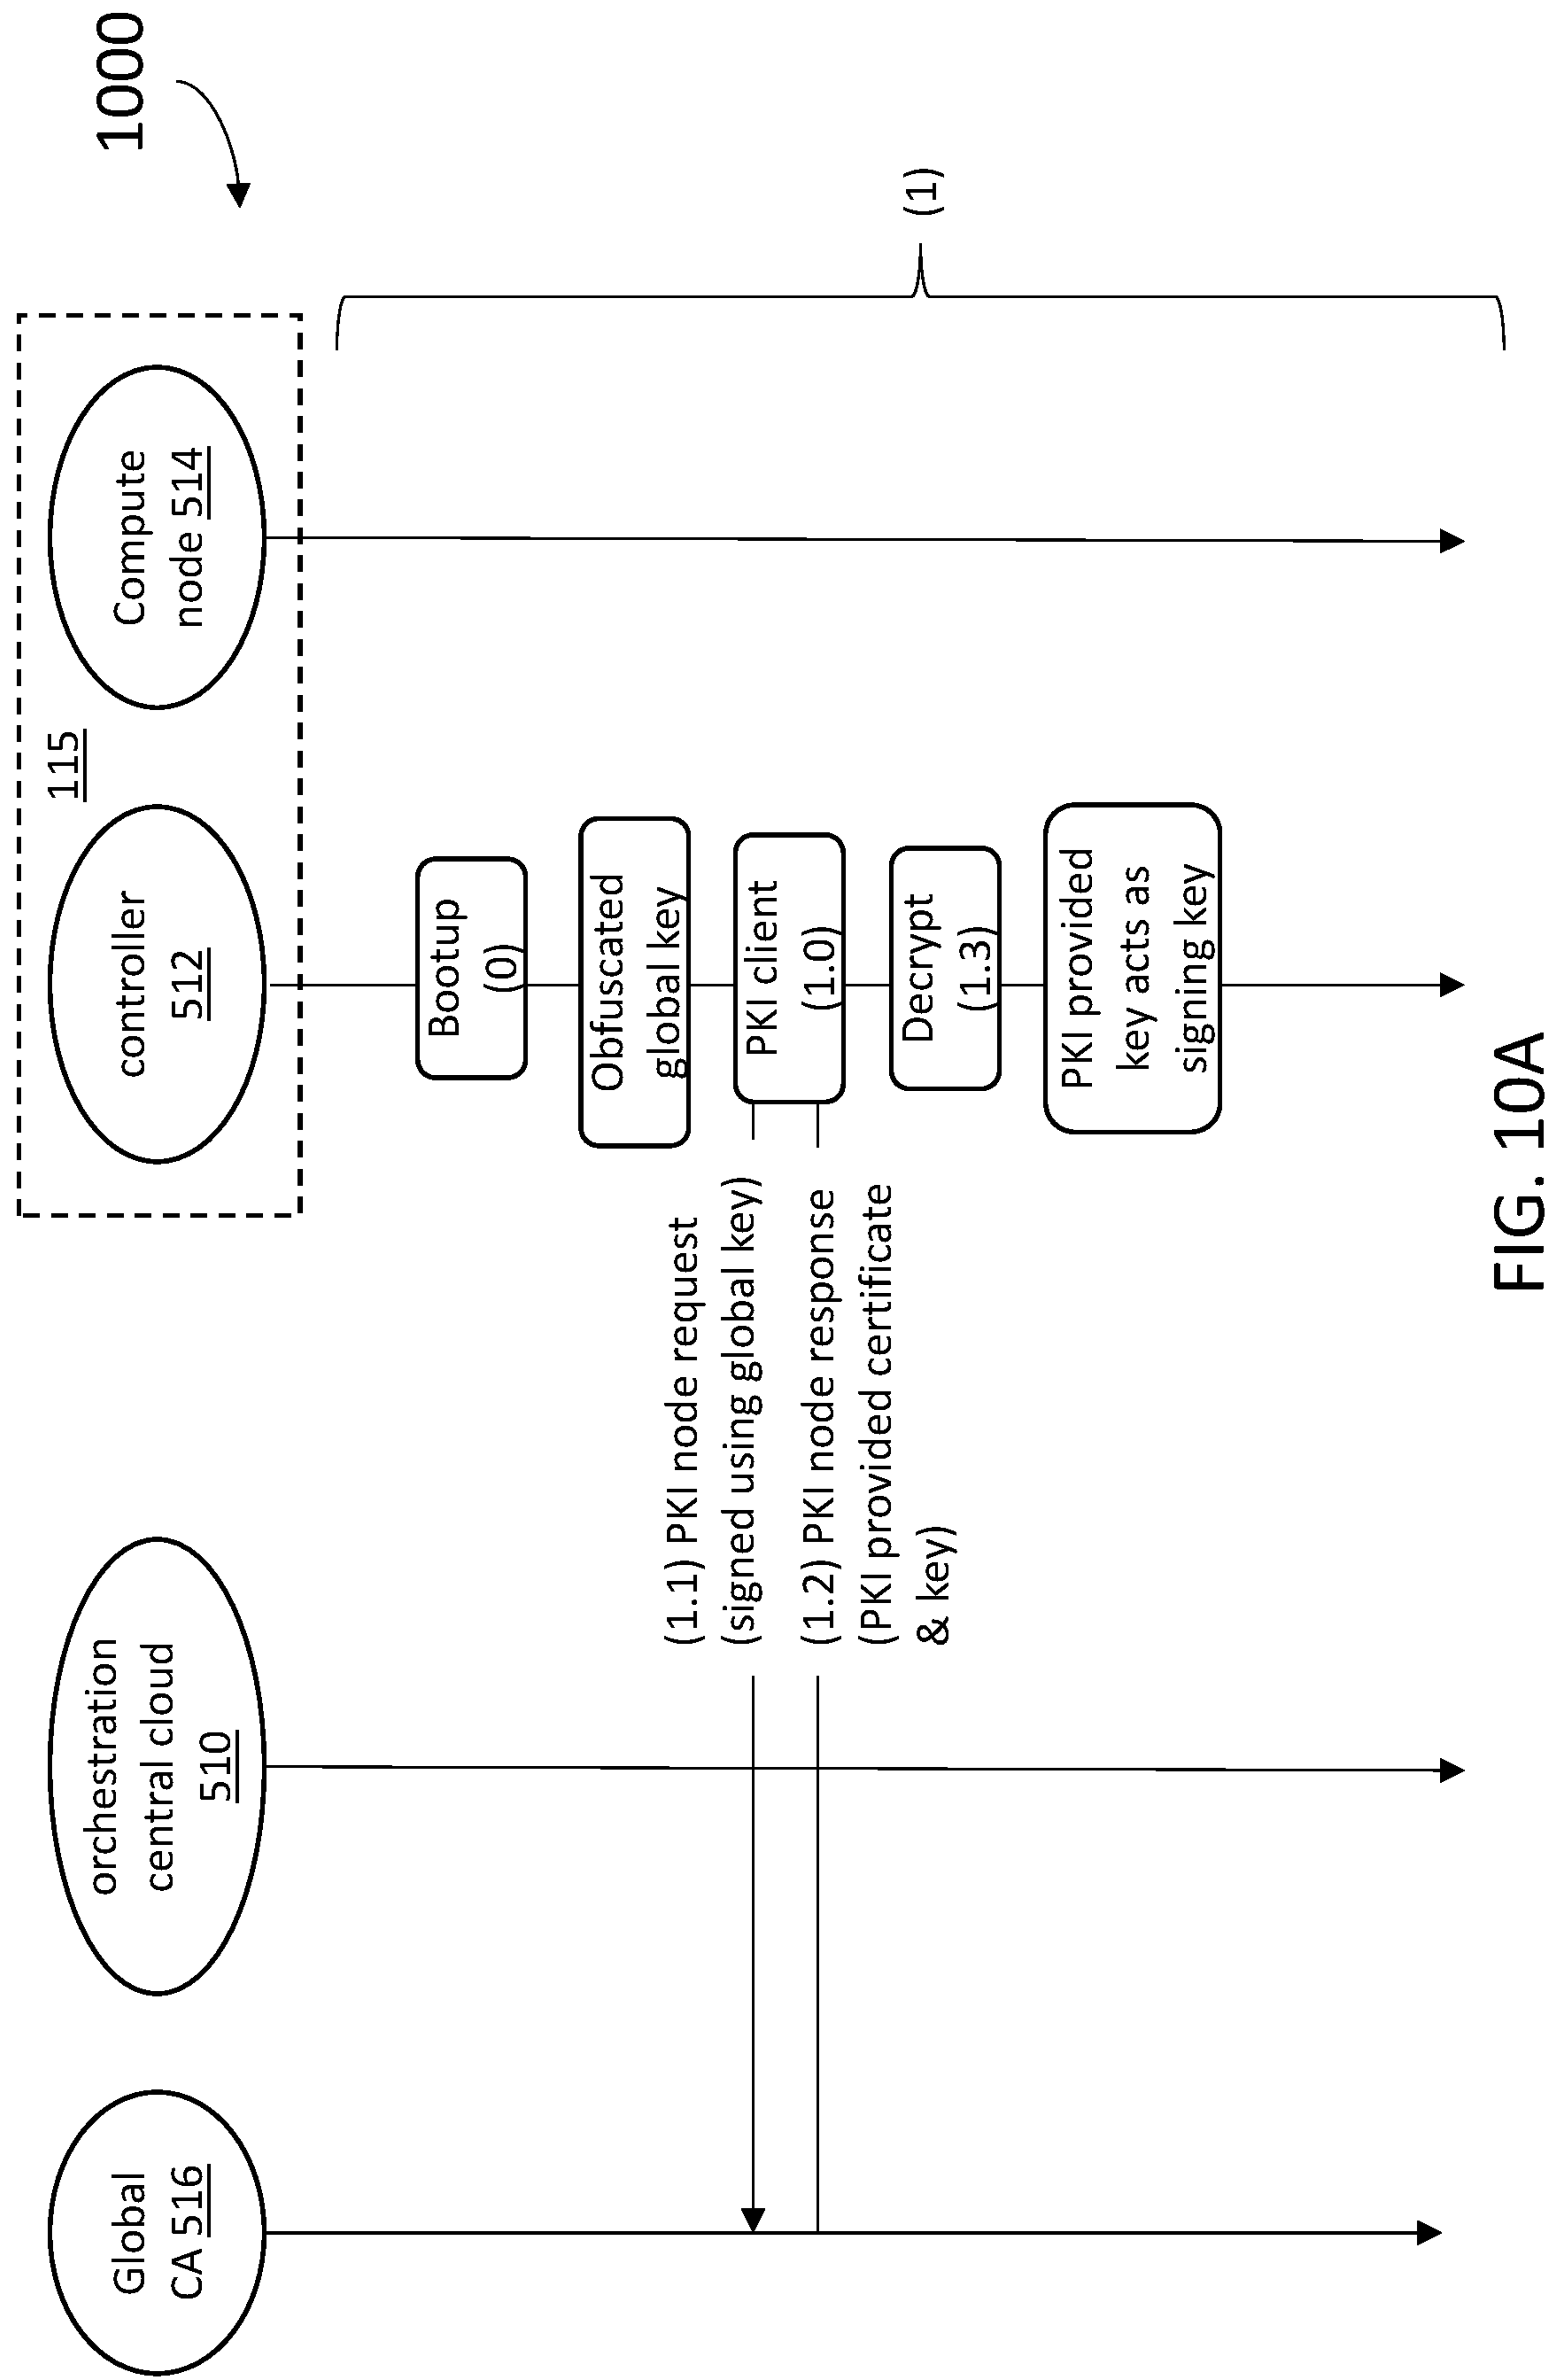 1000
115
Global
CA 516
orchestration
central cloud
510
controller
512
Compute
node 514
Bootup
(0)
Obfuscated
global key
(1.1) PKI node request
(signed using global key)
PKI client
(1.0)
(1.2) PKI node response
(PKI provided certificate
& key)
Decrypt
(1.3)
PKI provided
key acts as
signing key
(1)
FIG. 10A